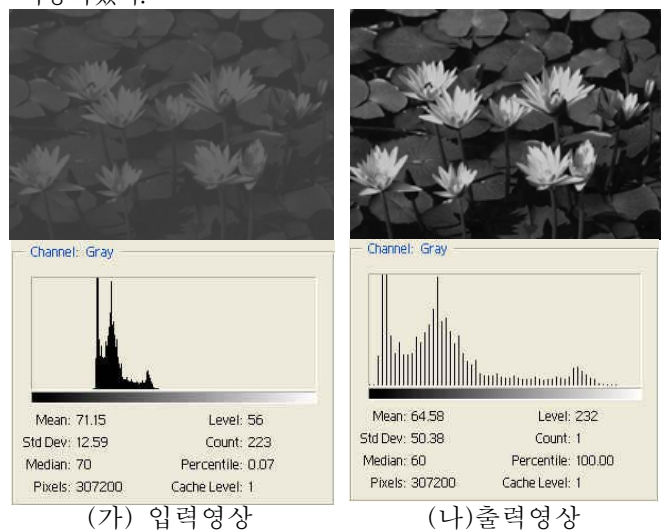 Channel: Gray
Mean: 71.15
Level: 56
Std Dev: 12.59
Count: 223
Median: 70
Percentile: 0.07
Pixels: 307200
Cache Level: 1
(가) 입력영상
Channel: Gray
Mean: 64.58
Level: 232
Std Dev: 50.38
Count: 1
Median: 60
Percentile: 100.00
Pixels: 307200
Cache Level: 1
(나)출력영상